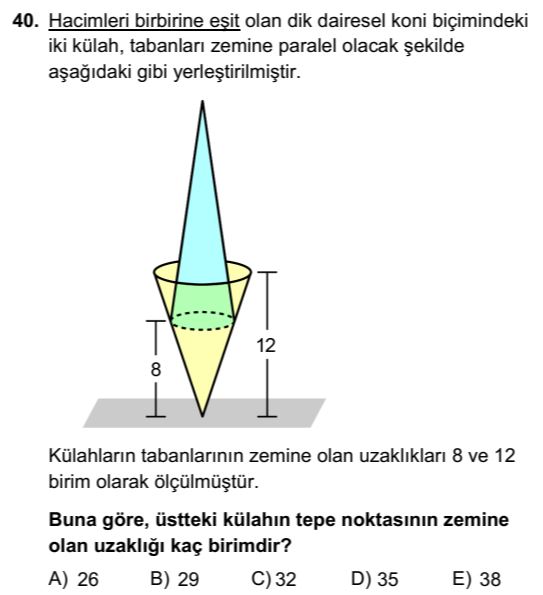 40. Hacimleri birbirine eşit olan dik dairesel koni biçimindeki
iki külah, tabanları zemine paralel olacak şekilde
aşağıdaki gibi yerleştirilmiştir.
12
8
Külahların tabanlarının zemine olan uzaklıkları 8 ve 12
birim olarak ölçülmüştür.
Buna göre, üstteki külahın tepe noktasının zemine
olan uzaklığı kaç birimdir?
A) 26 B) 29 C) 32 D) 35 E) 38